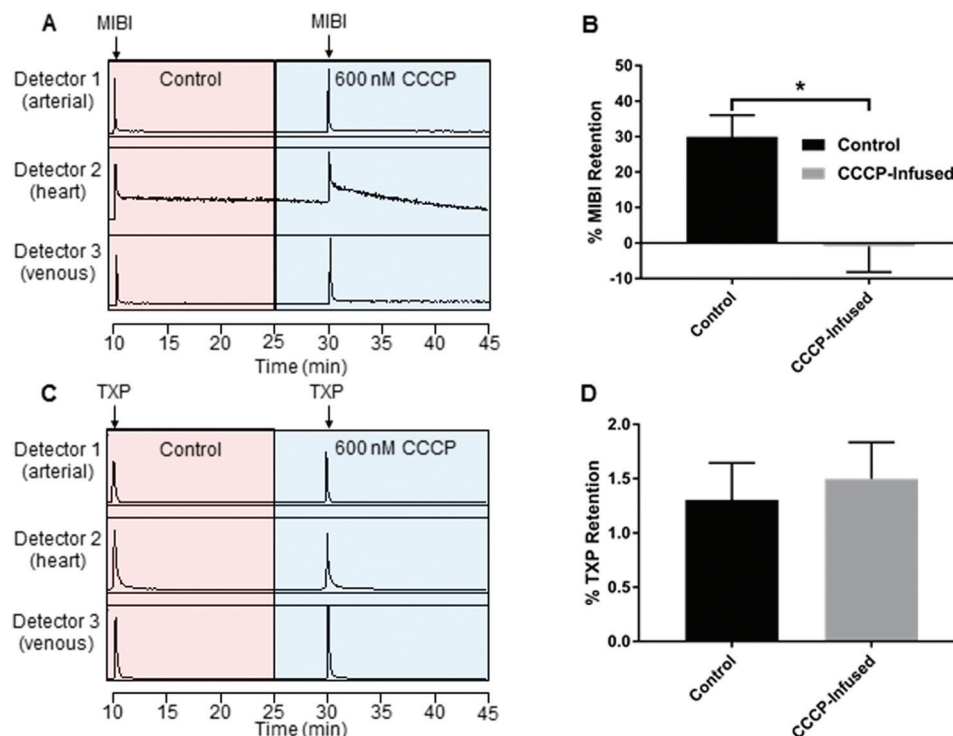 A
MIBI
MIBI
Control
600 nM CCCP
Detector 1
(arterial)
Detector 2
(heart)
Detector 3
(venous)
10 15 20 25 30 35 40 45
Time (min)
B
50
40
30
20
10
0
-10
% MIBI Retention
*
Control
CCCP-Infused
Control
CCCP-Infused
C
TXP
TXP
Control
600 nM CCCP
Detector 1
(arterial)
Detector 2
(heart)
Detector 3
(venous)
10 15 20 25 30 35 40 45
Time (min)
D
2.0
1.5
1.0
0.5
0.0
% TXP Retention
Control
CCCP-Infused